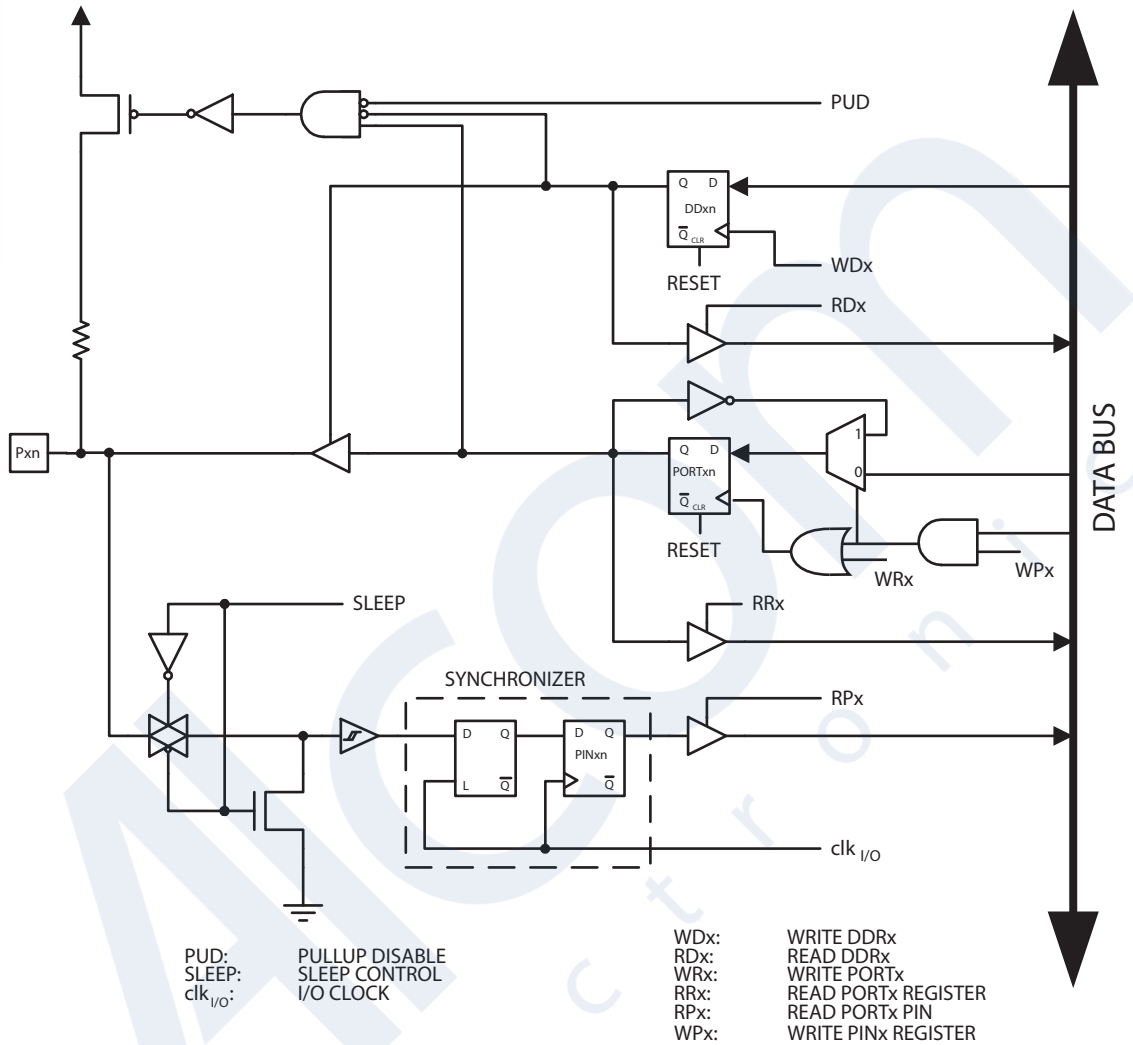 PUD
Q D
DDxn
Q CLR
WDx
RESET
RDx
Pxn
1
Q D
PORTxn
0
Q CLR
RESET
WRx
WPx
DATA BUS
SLEEP
RRx
SYNCHRONIZER
RPx
D Q D Q
PINxn
L Q Q
clk I/O
PUD: PULLUP DISABLE
SLEEP: SLEEP CONTROL
clk I/O: I/O CLOCK
WDx: WRITE DDRx
RDx: READ DDRx
WRx: WRITE PORTx
RRx: READ PORTx REGISTER
RPx: READ PORTx PIN
WPx: WRITE PINx REGISTER
Alcom
ctronic